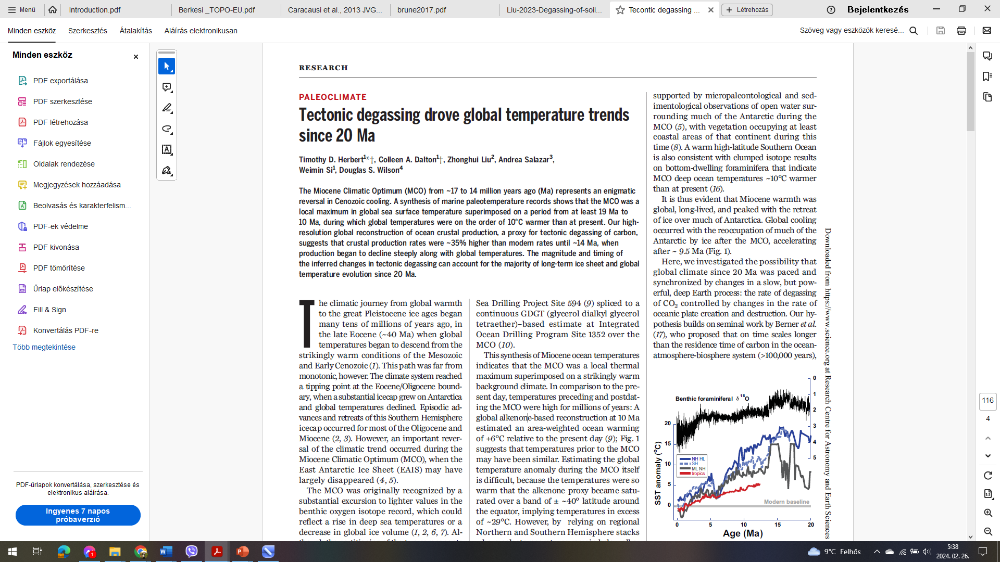 Menü
Introduction.pdf
Berkesi _TOPO-EU.pdf
Caracausi et al., 2013 JVG...
brune2017.pdf
Liu-2023-Degassing-of-soil...
Tecontic degassing ...
Létrehozás
Bejelentkezés
Minden eszköz
Szerkesztés
Átalakítás
Aláírás elektronikusan
Szöveg vagy eszközök keresé...
Minden eszköz
PDF exportálása
PDF szerkesztése
PDF létrehozása
Fájlok egyesítése
Oldalak rendezése
Megjegyzések hozzáadása
Beolvasás és karakterfelism...
PDF-ek védelme
PDF kivonása
PDF tömörítése
Űrlap előkészítése
Fill & Sign
Konvertálás PDF-re
Több megtekintése
PDF-űrlapok konvertálása, szerkesztése és
elektronikus aláírása.
Ingyenes 7 napos
próbaverzió
RESEARCH
PALEOCLIMATE
Tectonic degassing drove global temperature trends
since 20 Ma
Timothy D. Herbert1*†, Colleen A. Dalton1†, Zhonghui Liu2, Andrea Salazar3,
Weimin Si1, Douglas S. Wilson4
The Miocene Climatic Optimum (MCO) from ~17 to 14 million years ago (Ma) represents an enigmatic
reversal in Cenozoic cooling. A synthesis of marine paleotemperature records shows that the MCO was a
local maximum in global sea surface temperature superimposed on a period from at least 19 Ma to
10 Ma, during which global temperatures were on the order of 10°C warmer than at present. Our high-
resolution global reconstruction of ocean crustal production, a proxy for tectonic degassing of carbon,
suggests that crustal production rates were ~35% higher than modern rates until ~14 Ma, when
production began to decline steeply along with global temperatures. The magnitude and timing of
the inferred changes in tectonic degassing can account for the majority of long-term ice sheet and global
temperature evolution since 20 Ma.
The climatic journey from global warmth
to the great Pleistocene ice ages began
many tens of millions of years ago, in
the late Eocene (~40 Ma) when global
temperatures began to descend from the
strikingly warm conditions of the Mesozoic
and Early Cenozoic (1). This path was far from
monotonic, however. The climate system reached
a tipping point at the Eocene/Oligocene bound-
ary, when a substantial icecap grew on Antarctica
and global temperatures declined. Episodic ad-
vances and retreats of this Southern Hemisphere
icecap occurred for most of the Oligocene and
Miocene (2, 3). However, an important rever-
sal of the climatic trend occurred during the
Miocene Climatic Optimum (MCO), when the
East Antarctic Ice Sheet (EAIS) may have
largely disappeared (4, 5).
The MCO was originally recognized by a
substantial excursion to lighter values in the
benthic oxygen isotope record, which could
reflect a rise in deep sea temperatures or a
decrease in global ice volume (1, 2, 6, 7). Al-
Sea Drilling Project Site 594 (9) spliced to a
continuous GDGT (glycerol dialkyl glycerol
tetraether)–based estimate at Integrated
Ocean Drilling Program Site 1352 over the
MCO (10).
This synthesis of Miocene ocean temperatures
indicates that the MCO was a local thermal
maximum superimposed on a strikingly warm
background climate. In comparison to the pre-
sent day, temperatures preceding and postdat-
ing the MCO were high for millions of years: A
global alkenone-based reconstruction at 10 Ma
estimated an area-weighted ocean warming
of +6°C relative to the present day (9); Fig. 1
suggests that temperatures prior to the MCO
may have been similar. Estimating the global
temperature anomaly during the MCO itself
is difficult, because the temperatures were so
warm that the alkenone proxy became satu-
rated over a band of ± ~40° latitude around
the equator, implying temperatures in excess
of ~29°C. However, by relying on regional
Northern and Southern Hemisphere stacks
supported by micropaleontological and sed-
imentological observations of open water sur-
rounding much of the Antarctic during the
MCO (5), with vegetation occupying at least
coastal areas of that continent during this
time (8). A warm high-latitude Southern Ocean
is also consistent with clumped isotope results
on bottom-dwelling foraminifera that indicate
MCO deep ocean temperatures ~10°C warmer
than at present (16).
It is thus evident that Miocene warmth was
global, long-lived, and peaked with the retreat
of ice over much of Antarctica. Global cooling
occurred with the reoccupation of much of the
Antarctic by ice after the MCO, accelerating
after ~ 9.5 Ma (Fig. 1).
Here, we investigated the possibility that
global climate since 20 Ma was paced and
synchronized by changes in a slow, but pow-
erful, deep Earth process: the rate of degassing
of CO2 controlled by changes in the rate of
oceanic plate creation and destruction. Our hy-
pothesis builds on seminal work by Berner et al.
(17), who proposed that on time scales longer
than the residence time of carbon in the ocean-
atmosphere-biosphere system (>100,000 years),
Benthic foraminiferal δ18O
0
1
2
3
4
5
20
15
10
5
0
SST anomaly (°C)
NH HL
SH
ML NH
tropics
Modern baseline
0 5 10 15 20
Age (Ma)
Downloaded from https://www.science.org at Research Centre for Astronomy and Earth Sciences
116
4
1
9°C Felhős
5:38
2024. 02. 26.